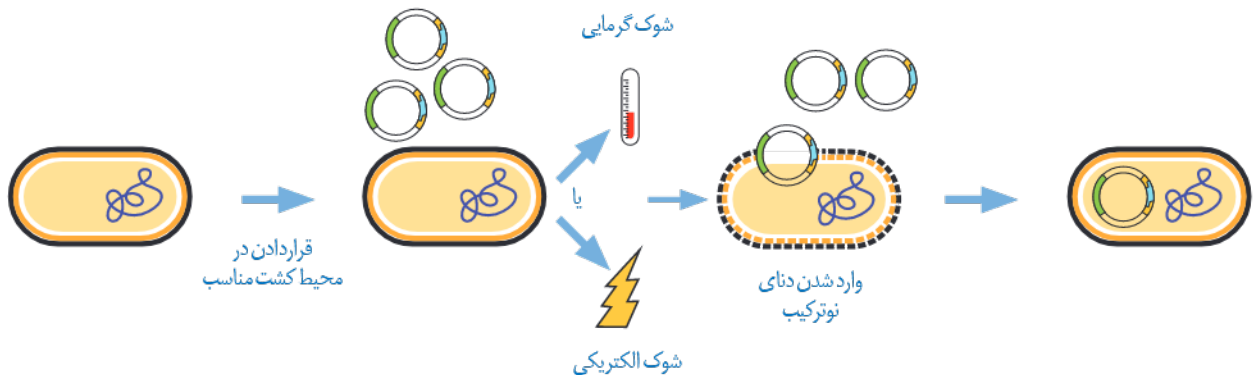 شوک گرمایی
یا
قراردادن در
محیط کشت مناسب
وارد شدن دنای
نوترکیب
شوک الکتریکی